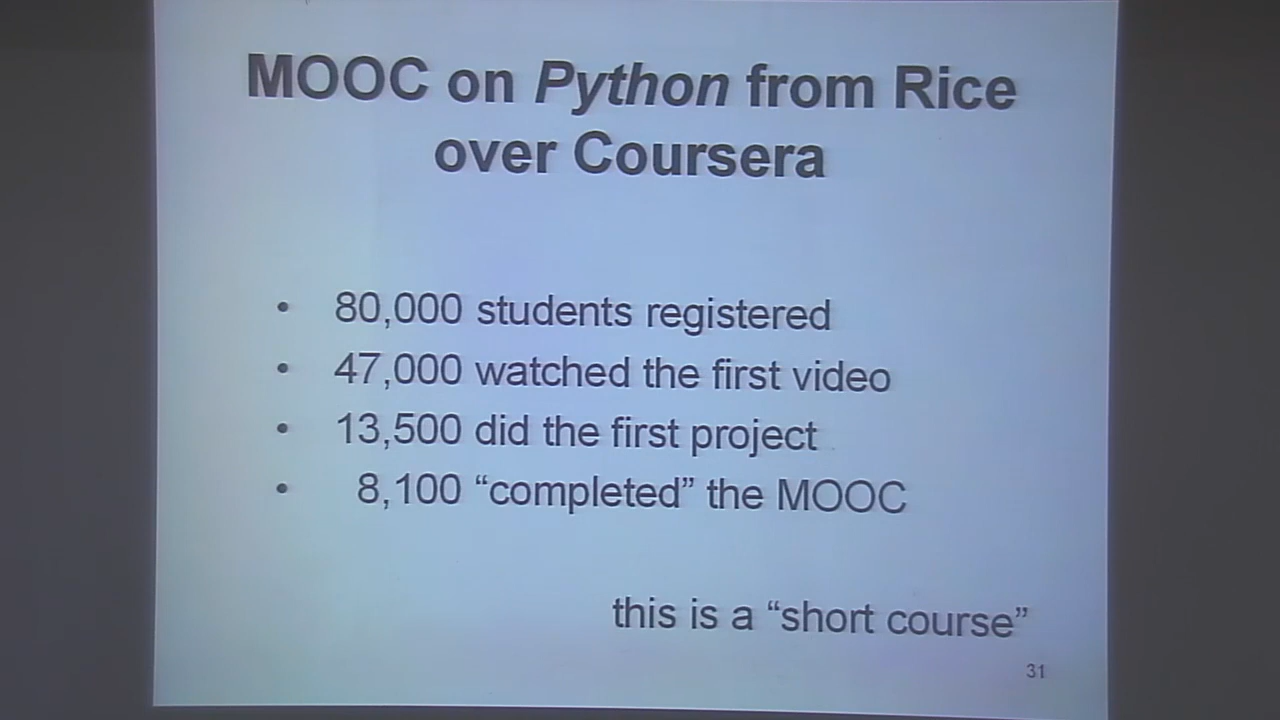 MOOC on Python from Rice
over Coursera
• 80,000 students registered
• 47,000 watched the first video
• 13,500 did the first project
• 8,100 “completed” the MOOC
this is a “short course”
31